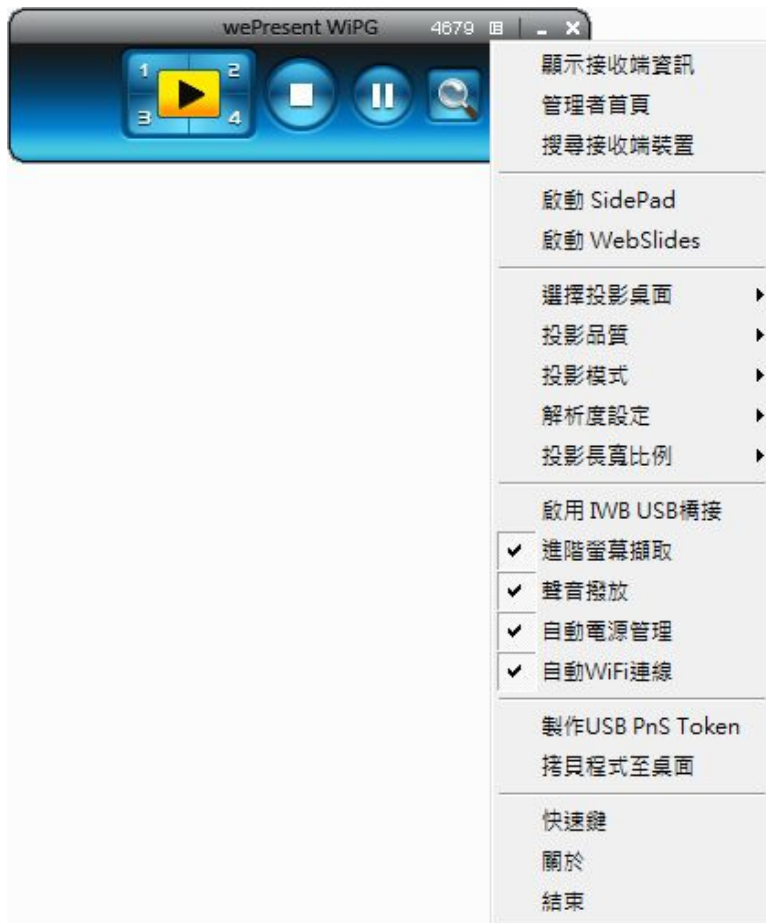 wePresent WiPG 4679
1 2
3 4
顯示接收端資訊
管理者首頁
搜尋接收端裝置
啟動 SidePad
啟動 WebSlides
選擇投影桌面
投影品質
投影模式
解析度設定
投影長寬比例
啟用 IWB USB橋接
進階螢幕擷取
聲音撥放
自動電源管理
自動WiFi連線
製作USB PnS Token
拷貝程式至桌面
快速鍵
關於
結束